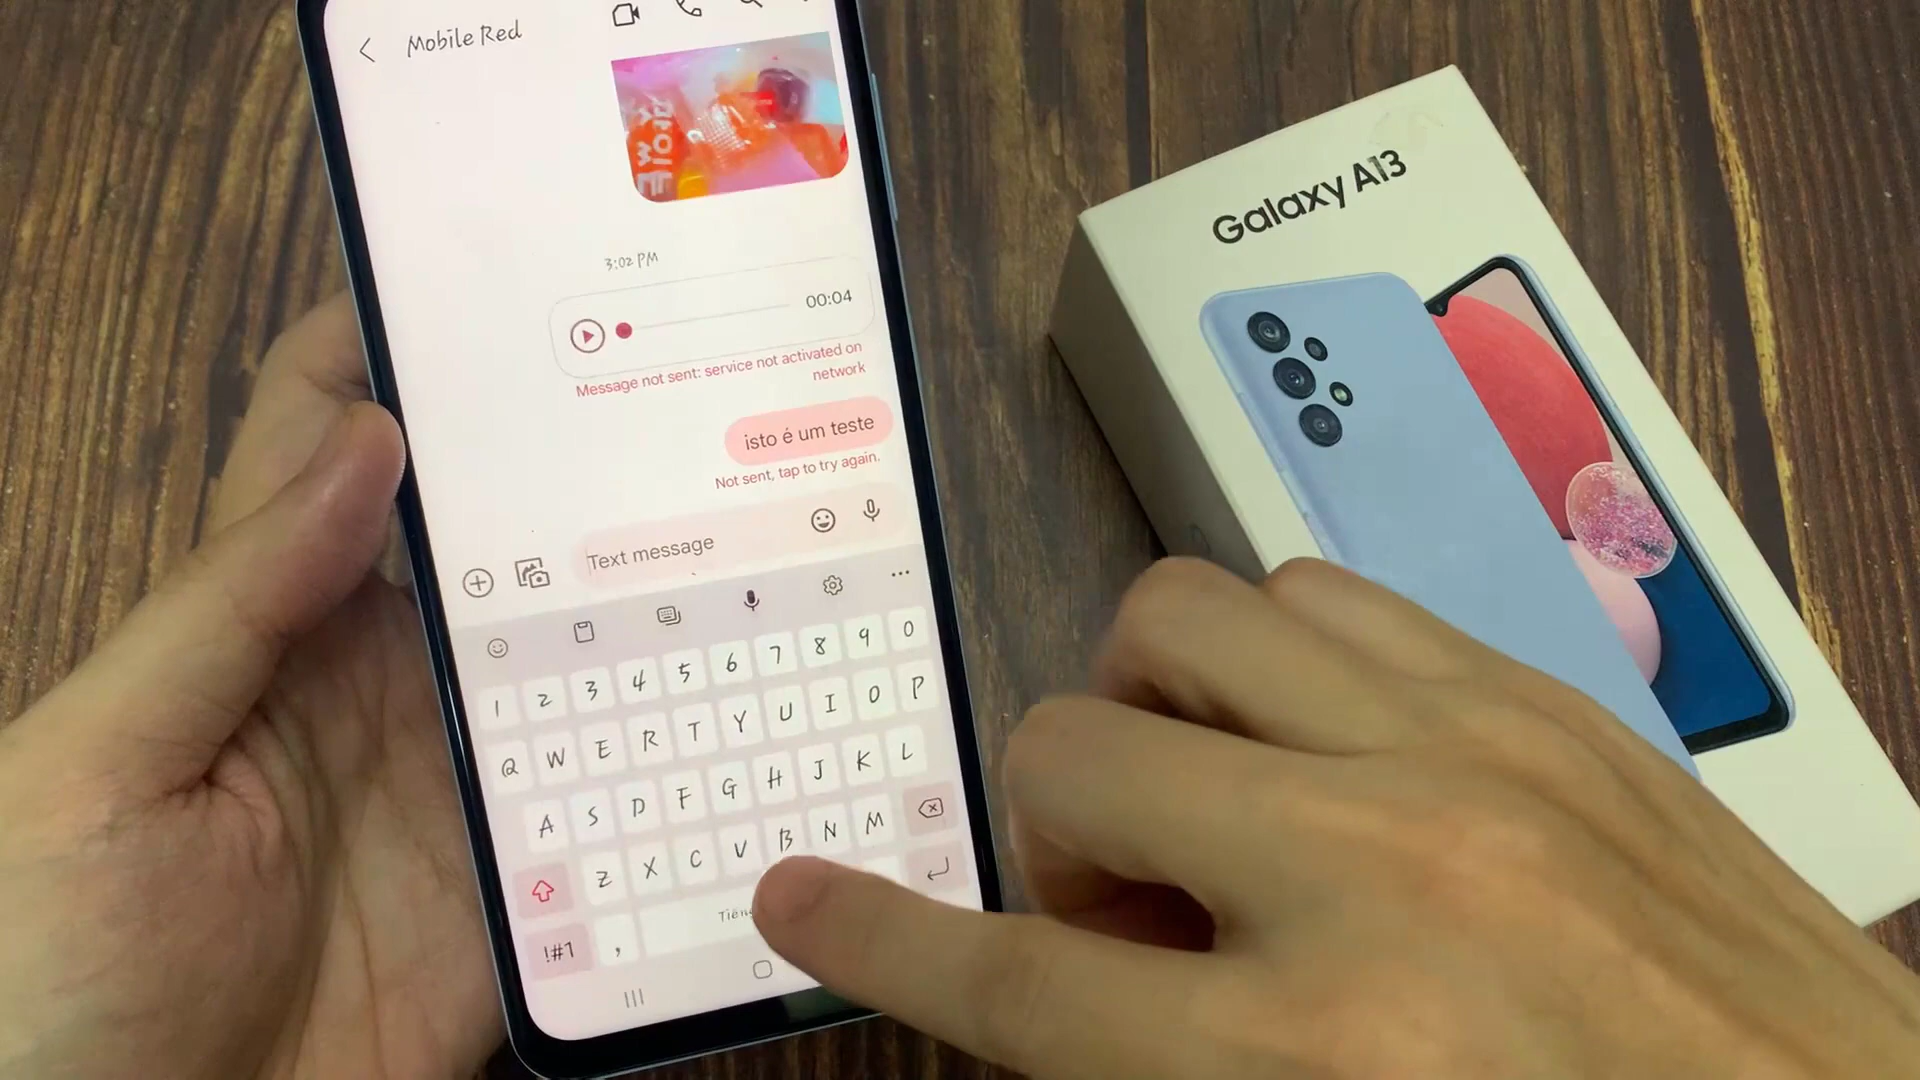 Mobile Red
3:02 PM
00:04
Message not sent: service not activated on
network
isto é um teste
Not sent, tap to try again.
Text message
1 2 3 4 5 6 7 8 9 0
Q W E R T Y U I O P
A S D F G H J K L
Z X C V B N M
Tiếng
!#1 ,
Galaxy A13